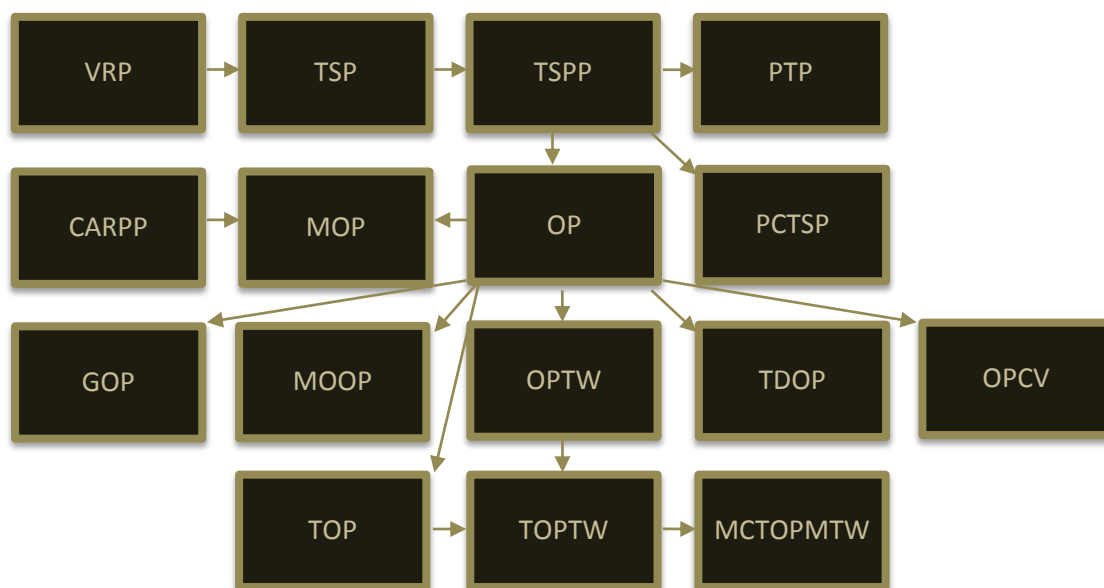 VRP
TSP
TSPP
PTP
CARPP
MOP
OP
PCTSP
GOP
MOOP
OPTW
TDOP
OPCV
TOP
TOPTW
MCTOPMTW